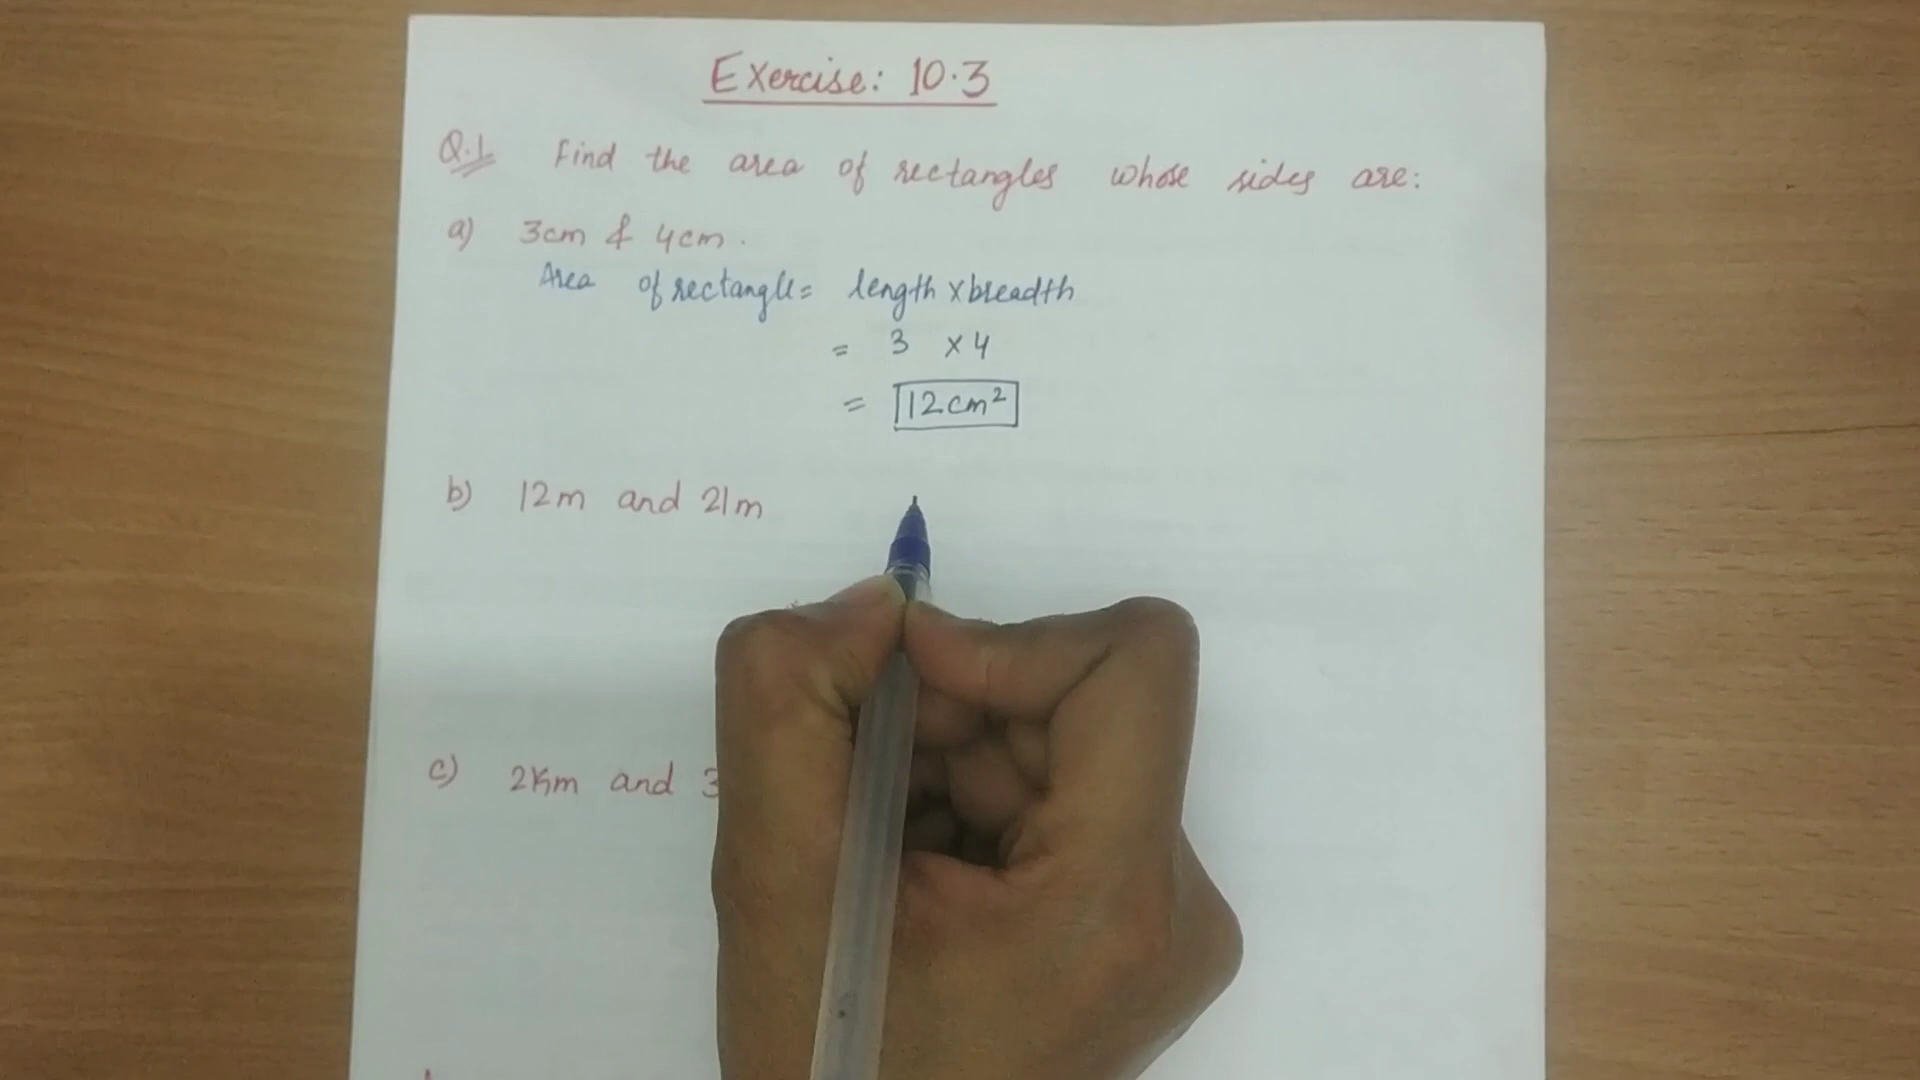 Exercise: 10.3
Q.1 Find the area of rectangles whose sides are:
a) 3cm & 4cm.
Area of rectangle = length × breadth
= 3 × 4
= 12cm²
b) 12m and 21m
c) 2Km and 3